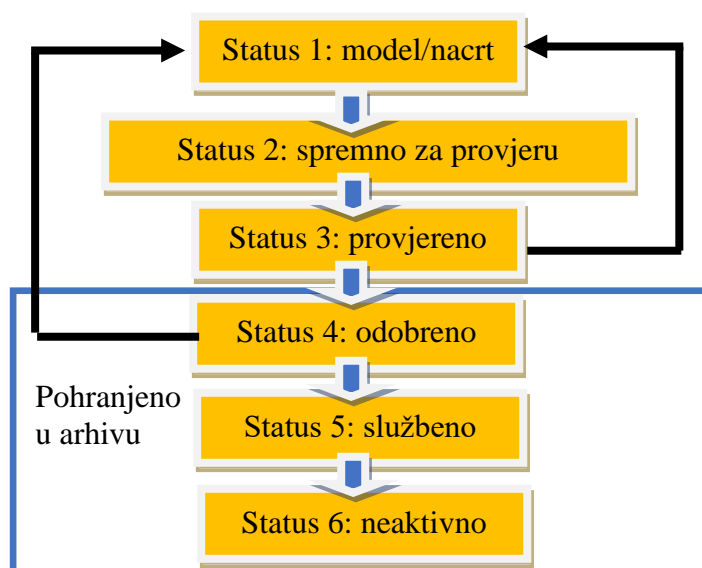 Status 1: model/nacrt
Status 2: spremno za provjeru
Status 3: provjereno
Status 4: odobreno
Pohranjeno
u arhivu
Status 5: službeno
Status 6: neaktivno